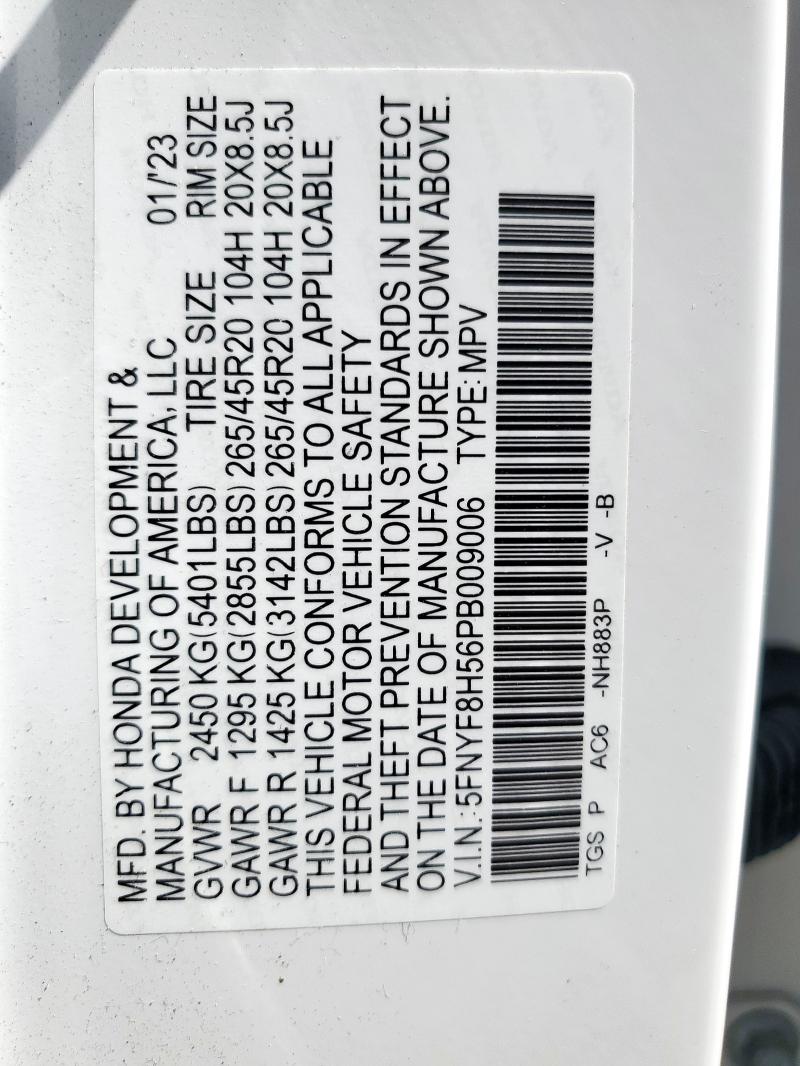 MFD. BY HONDA DEVELOPMENT &
MANUFACTURING OF AMERICA, LLC 01/'23
GVWR 2450 KG(5401LBS) TIRE SIZE RIM SIZE
GAWR F 1295 KG(2855LBS) 265/45R20 104H 20X8.5J
GAWR R 1425 KG(3142LBS) 265/45R20 104H 20X8.5J
THIS VEHICLE CONFORMS TO ALL APPLICABLE
FEDERAL MOTOR VEHICLE SAFETY
AND THEFT PREVENTION STANDARDS IN EFFECT
ON THE DATE OF MANUFACTURE SHOWN ABOVE.
V.I.N.: 5FNYF8H56PB009006 TYPE: MPV
TGS P AC6 -NH883P -V -B